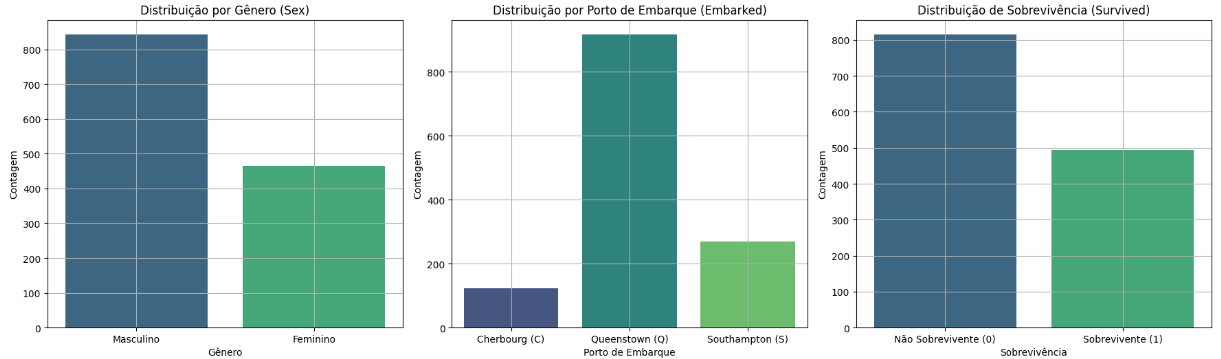 Distribuição por Gênero (Sex)
Contagem
800
700
600
500
400
300
200
100
0
Masculino
Feminino
Gênero
Distribuição por Porto de Embarque (Embarked)
Contagem
800
600
400
200
0
Cherbourg (C)
Queenstown (Q)
Southampton (S)
Porto de Embarque
Distribuição de Sobrevivência (Survived)
Contagem
800
700
600
500
400
300
200
100
0
Não Sobrevivente (0)
Sobrevivente (1)
Sobrevivência